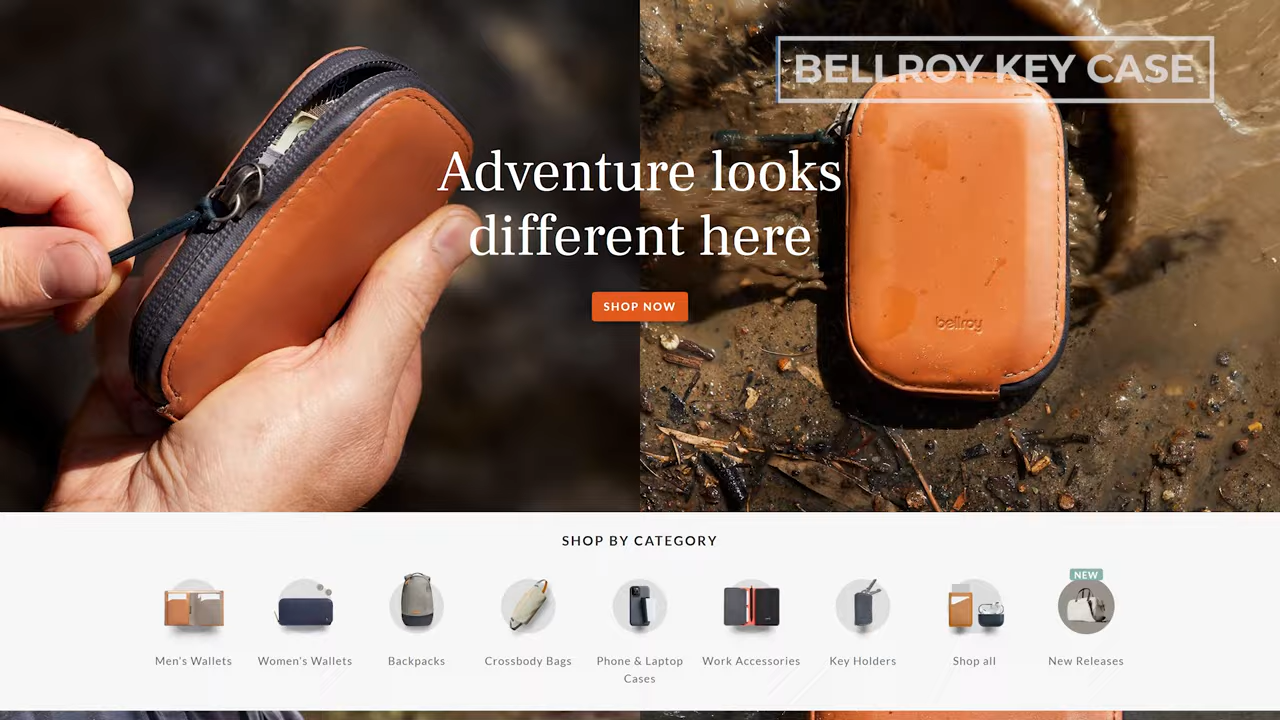 BELLROY KEY CASE
Adventure looks
different here
SHOP NOW
bellroy
SHOP BY CATEGORY
NEW
Men's Wallets
Women's Wallets
Backpacks
Crossbody Bags
Phone & Laptop
Cases
Work Accessories
Key Holders
Shop all
New Releases